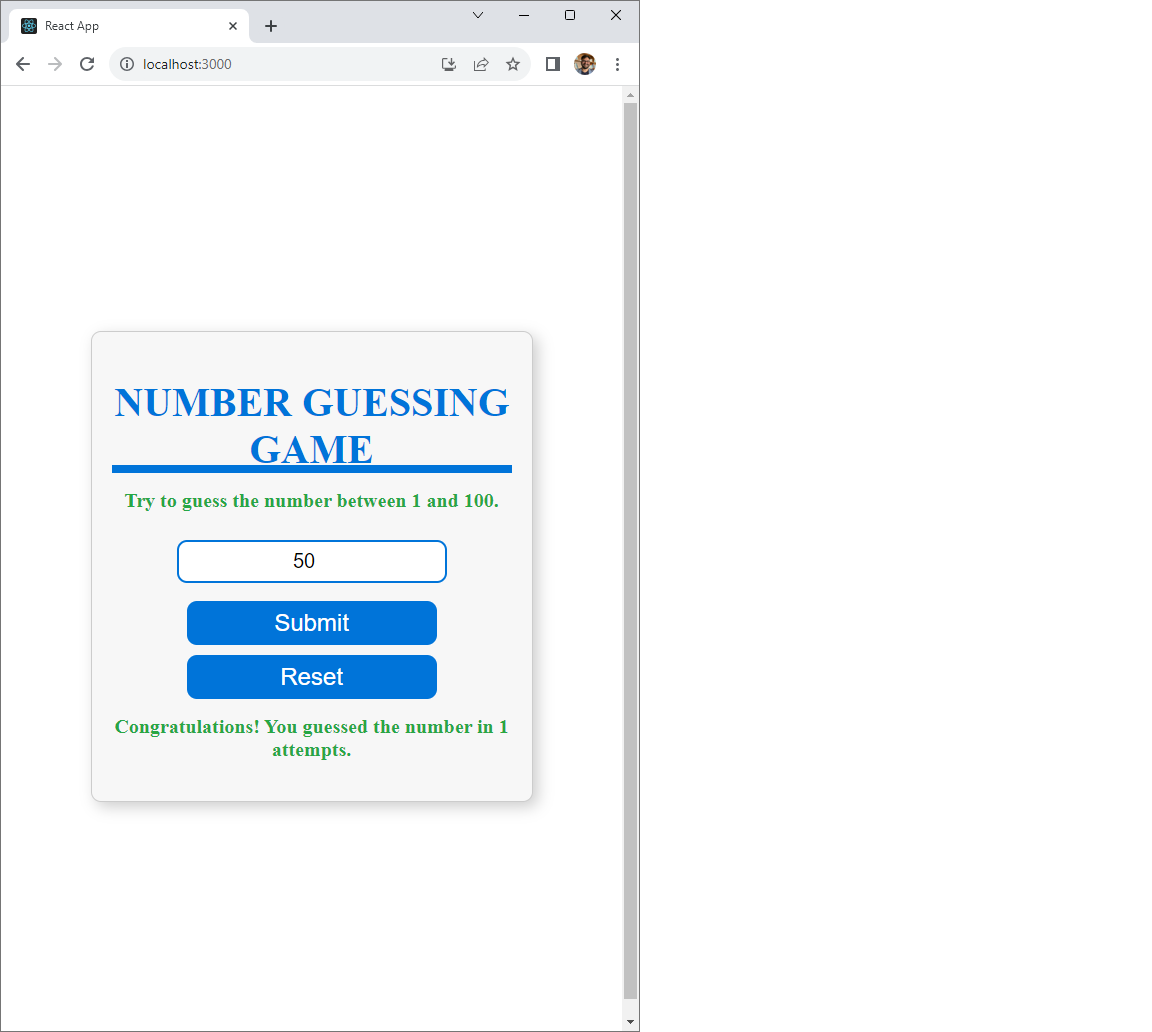 React App
localhost:3000
NUMBER GUESSING
GAME
Try to guess the number between 1 and 100.
50
Submit
Reset
Congratulations! You guessed the number in 1
attempts.